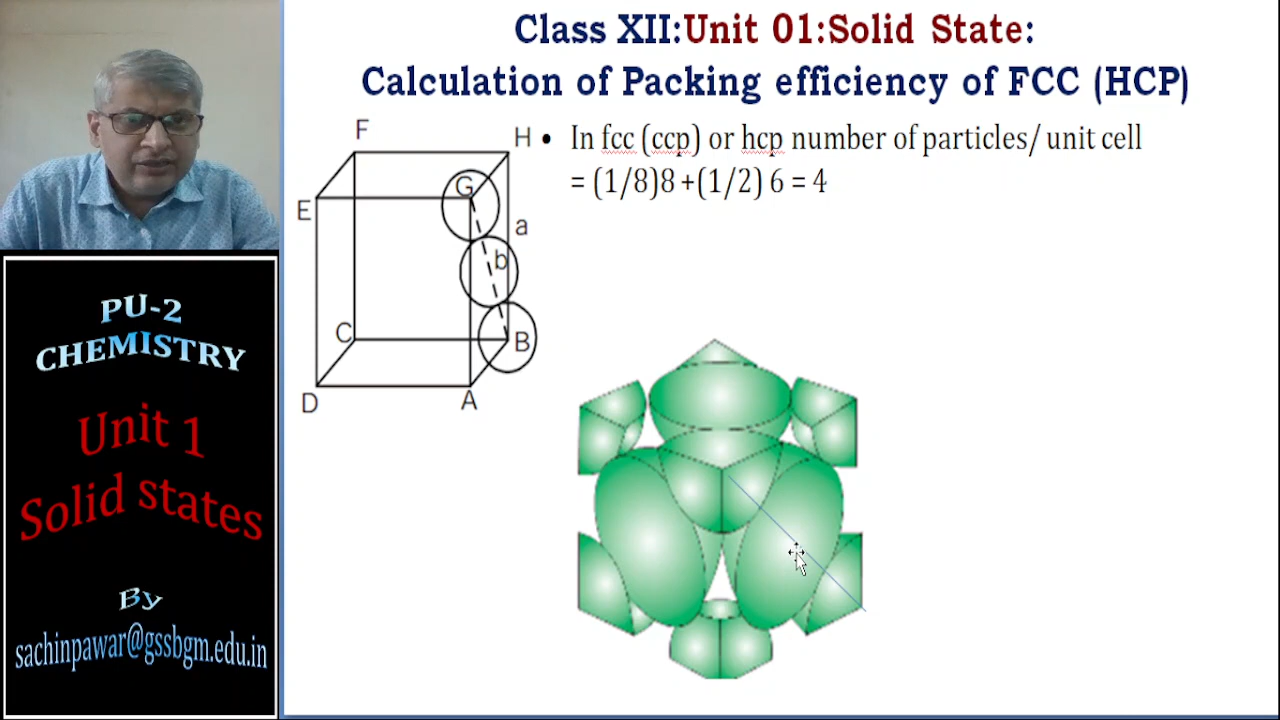 Class XII:Unit 01:Solid State:
Calculation of Packing efficiency of FCC (HCP)
F
H
G
E
a
b
C
B
D
A
• In fcc (ccp) or hcp number of particles/ unit cell
= (1/8)8 +(1/2) 6 = 4
PU-2
CHEMISTRY
Unit 1
Solid states
By
sachinpawar@gssbgm.edu.in